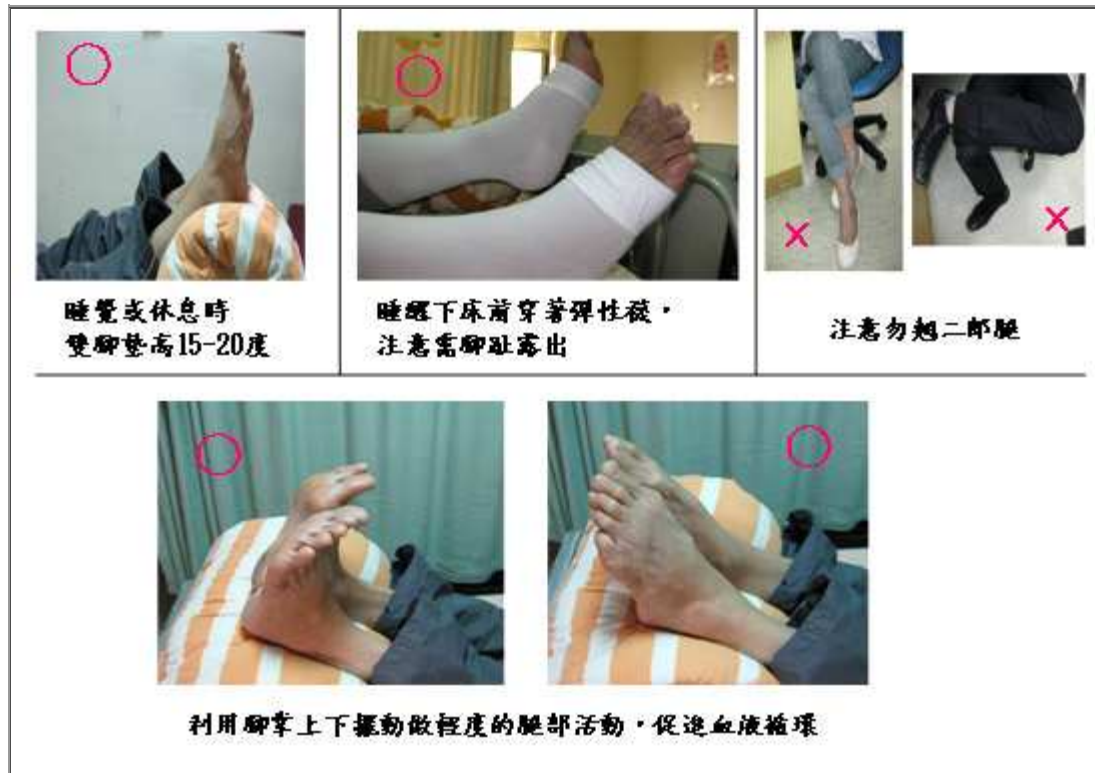 睡覺或休息時
雙腳墊高15-20度
睡醒下床前穿著彈性襪，
注意需腳趾露出
注意勿翹二郎腿
利用腳掌上下擺動做輕度的腿部活動，促進血液循環